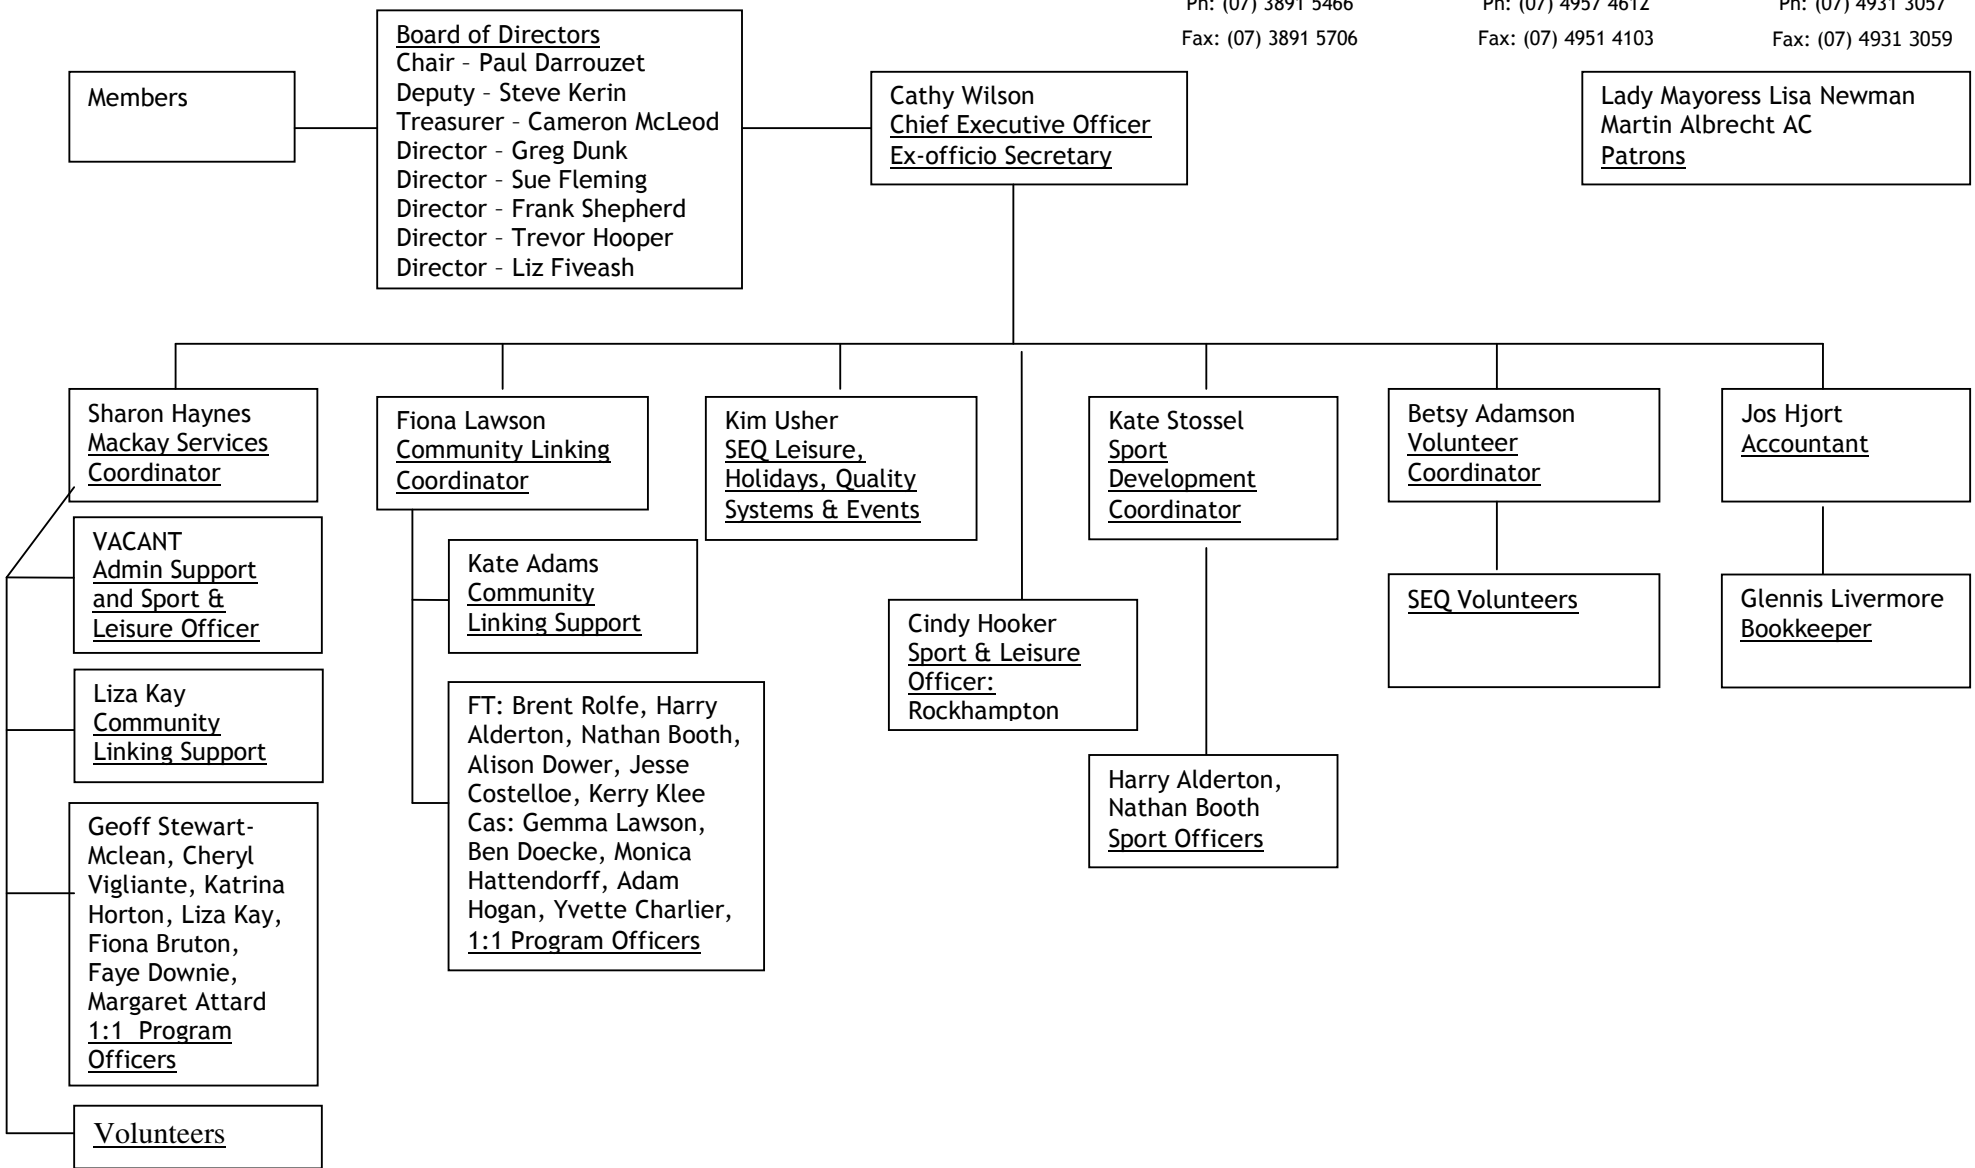 Ph: (07) 3891 5466
Fax: (07) 3891 5706
Ph: (07) 4957 4612
Fax: (07) 4951 4103
Ph: (07) 4931 3057
Fax: (07) 4931 3059
Members
Board of Directors
Chair – Paul Darrouzet
Deputy – Steve Kerin
Treasurer – Cameron McLeod
Director – Greg Dunk
Director – Sue Fleming
Director – Frank Shepherd
Director – Trevor Hooper
Director – Liz Fiveash
Cathy Wilson
Chief Executive Officer
Ex-officio Secretary
Lady Mayoress Lisa Newman
Martin Albrecht AC
Patrons
Sharon Haynes
Mackay Services
Coordinator
VACANT
Admin Support
and Sport &
Leisure Officer
Liza Kay
Community
Linking Support
Geoff Stewart-
Mclean, Cheryl
Vigliante, Katrina
Horton, Liza Kay,
Fiona Bruton,
Faye Downie,
Margaret Attard
1:1  Program
Officers
Volunteers
Fiona Lawson
Community Linking
Coordinator
Kate Adams
Community
Linking Support
FT: Brent Rolfe, Harry
Alderton, Nathan Booth,
Alison Dower, Jesse
Costelloe, Kerry Klee
Cas: Gemma Lawson,
Ben Doecke, Monica
Hattendorff, Adam
Hogan, Yvette Charlier,
1:1 Program Officers
Kim Usher
SEQ Leisure,
Holidays, Quality
Systems & Events
Cindy Hooker
Sport & Leisure
Officer:
Rockhampton
Kate Stossel
Sport
Development
Coordinator
Harry Alderton,
Nathan Booth
Sport Officers
Betsy Adamson
Volunteer
Coordinator
SEQ Volunteers
Jos Hjort
Accountant
Glennis Livermore
Bookkeeper